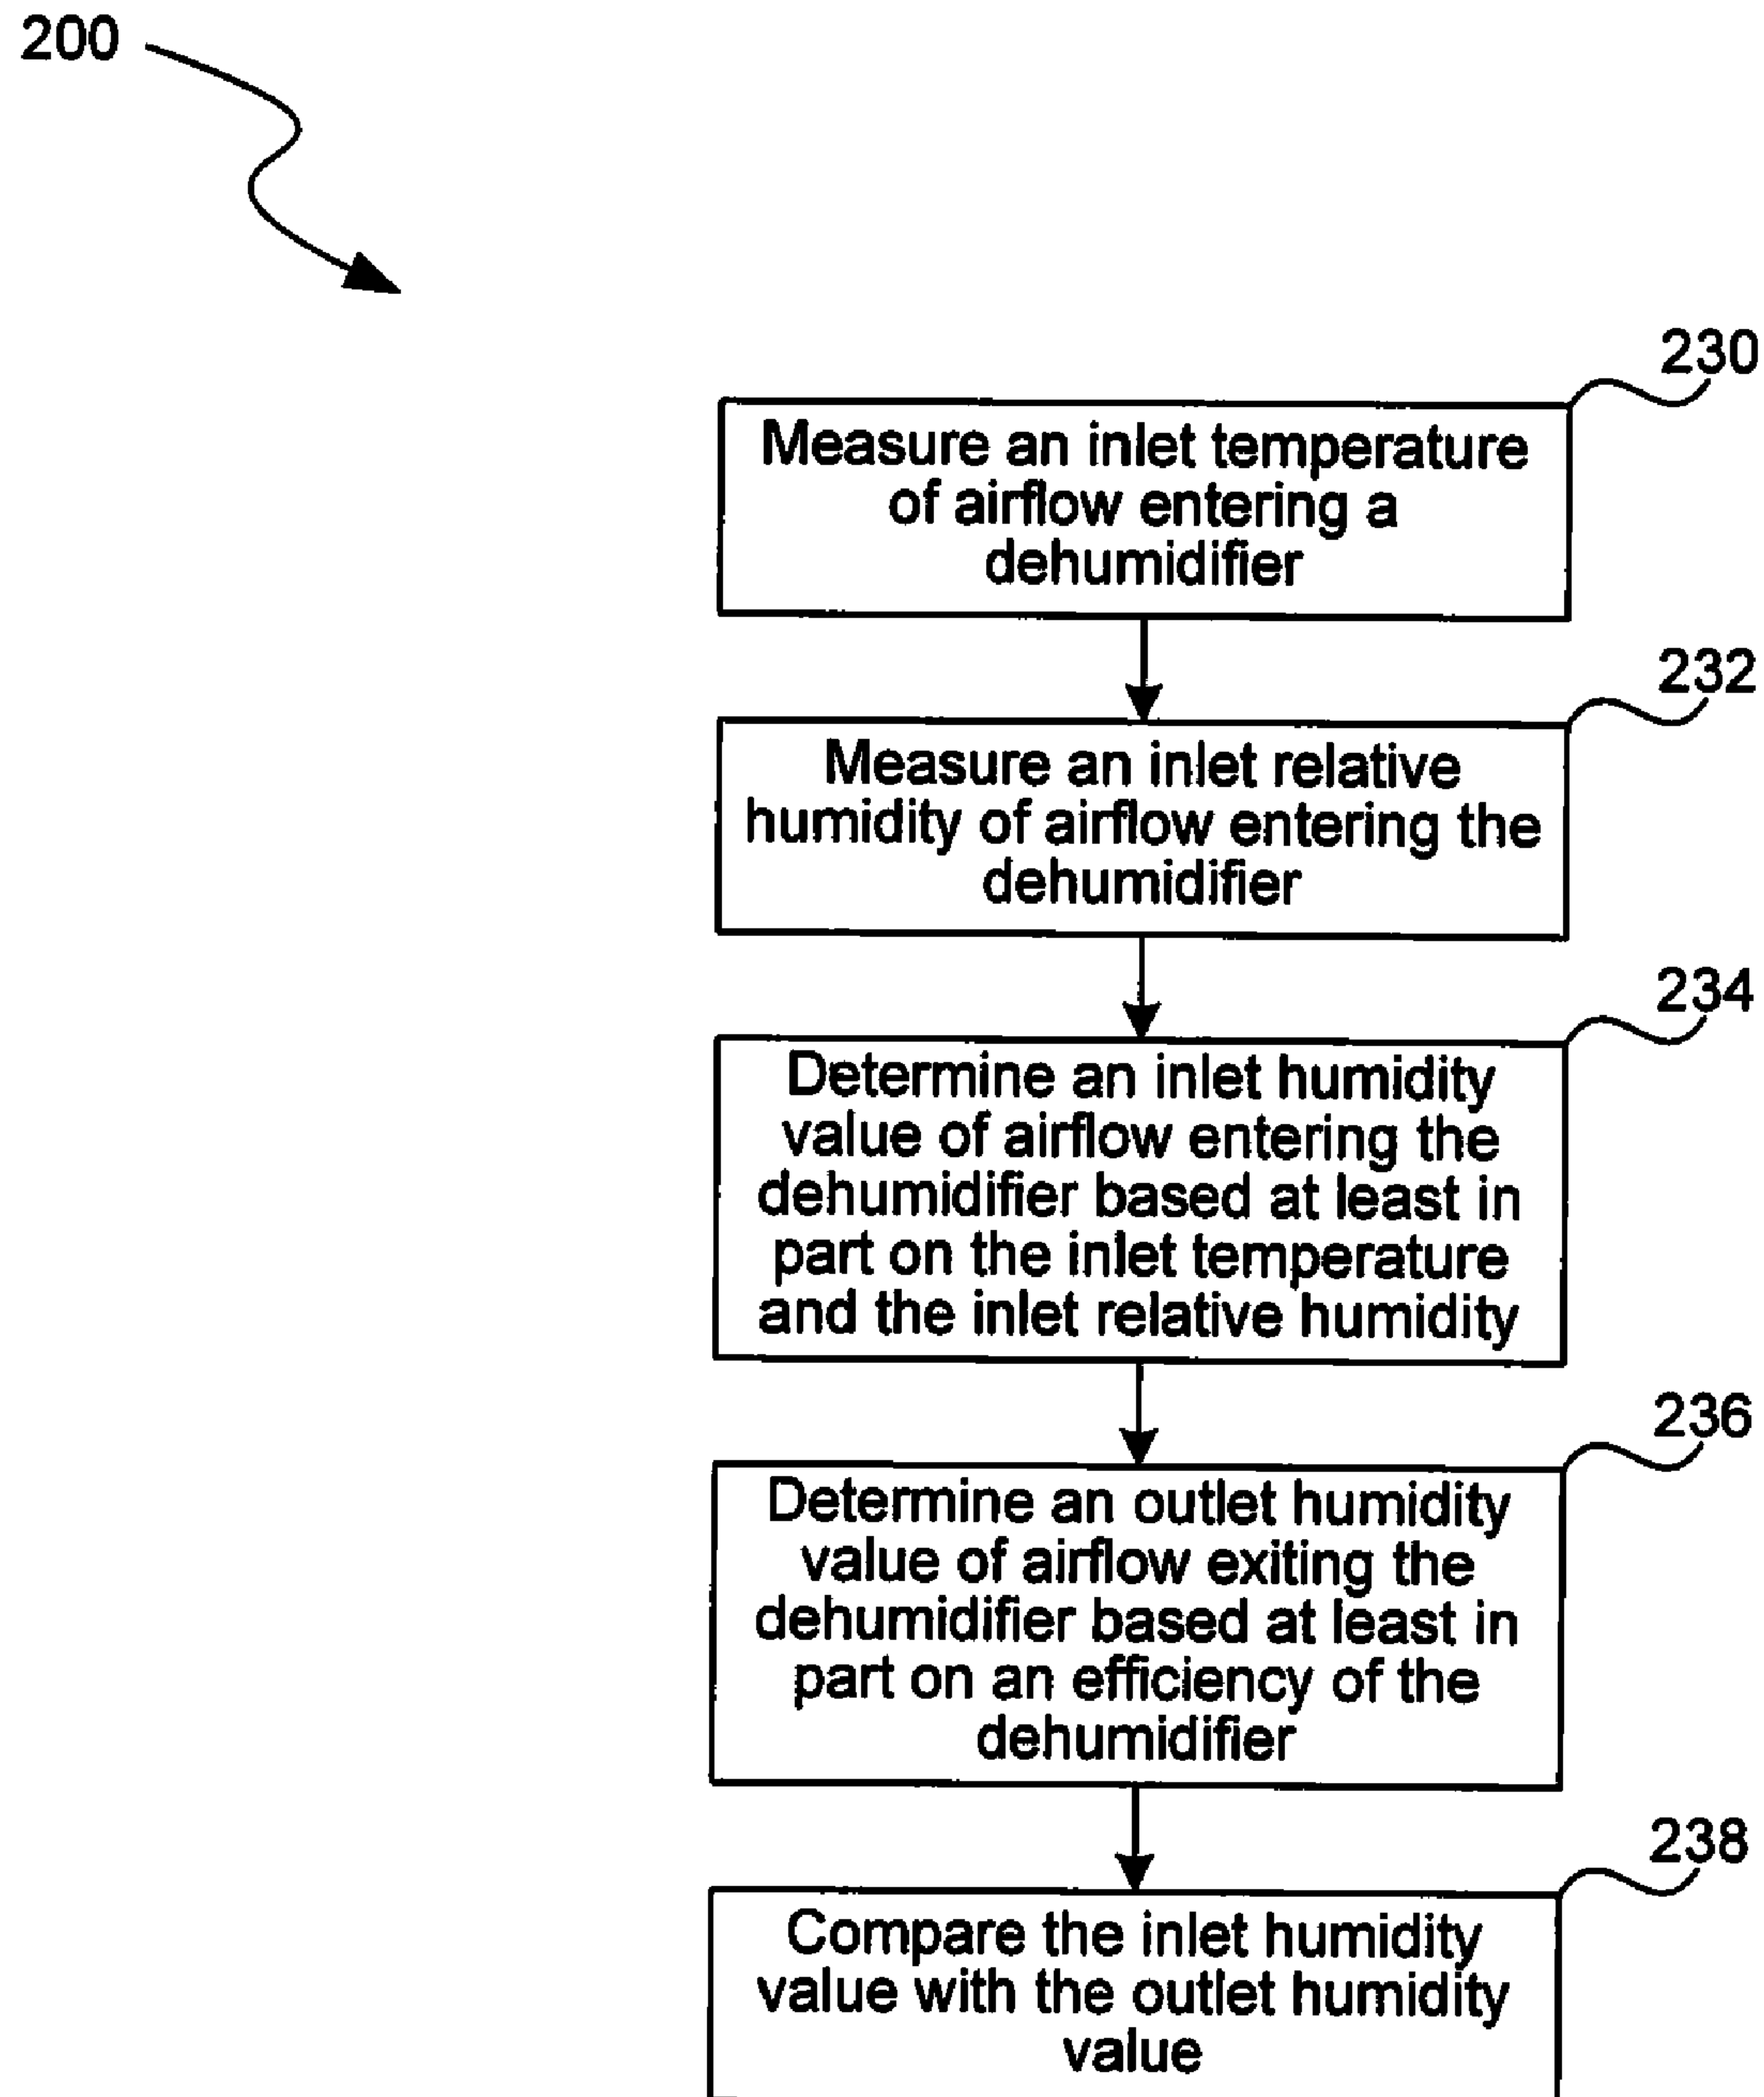 200
230
Measure an inlet temperature
of airflow entering a
dehumidifier
232
Measure an inlet relative
humidity of airflow entering the
dehumidifier
234
Determine an inlet humidity
value of airflow entering the
dehumidifier based at least in
part on the inlet temperature
and the inlet relative humidity
236
Determine an outlet humidity
value of airflow exiting the
dehumidifier based at least in
part on an efficiency of the
dehumidifier
238
Compare the inlet humidity
value with the outlet humidity
value